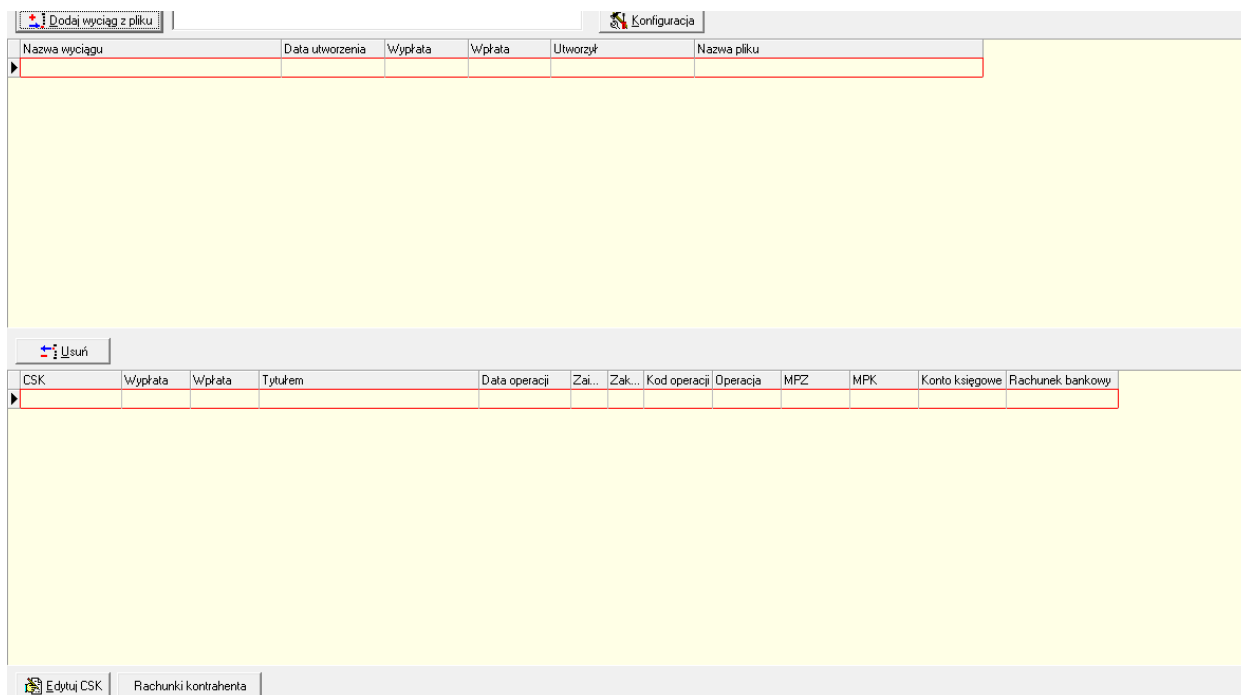 Dodaj wyciąg z pliku Konfiguracja
Nazwa wyciągu Data utworzenia Wypłata Wpłata Utworzył Nazwa pliku
Usuń
CSK Wypłata Wpłata Tytułem Data operacji Zai... Zak... Kod operacji Operacja MPZ MPK Konto księgowe Rachunek bankowy
Edytuj CSK Rachunki kontrahenta